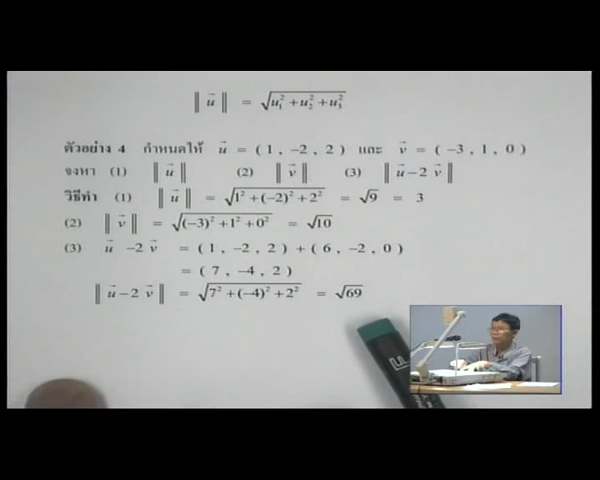 ‖ u⃗ ‖ = √(u₁² + u₂² + u₃²)
ตัวอย่าง 4 กำหนดให้ u⃗ = ( 1 , −2 , 2 ) และ v⃗ = ( −3 , 1 , 0 )
จงหา (1) ‖ u⃗ ‖ (2) ‖ v⃗ ‖ (3) ‖ u⃗ − 2 v⃗ ‖
วิธีทำ (1) ‖ u⃗ ‖ = √(1² + (−2)² + 2²) = √9 = 3
(2) ‖ v⃗ ‖ = √((−3)² + 1² + 0²) = √10
(3) u⃗ − 2 v⃗ = ( 1 , −2 , 2 ) + ( 6 , −2 , 0 )
= ( 7 , −4 , 2 )
‖ u⃗ − 2 v⃗ ‖ = √(7² + (−4)² + 2²) = √69